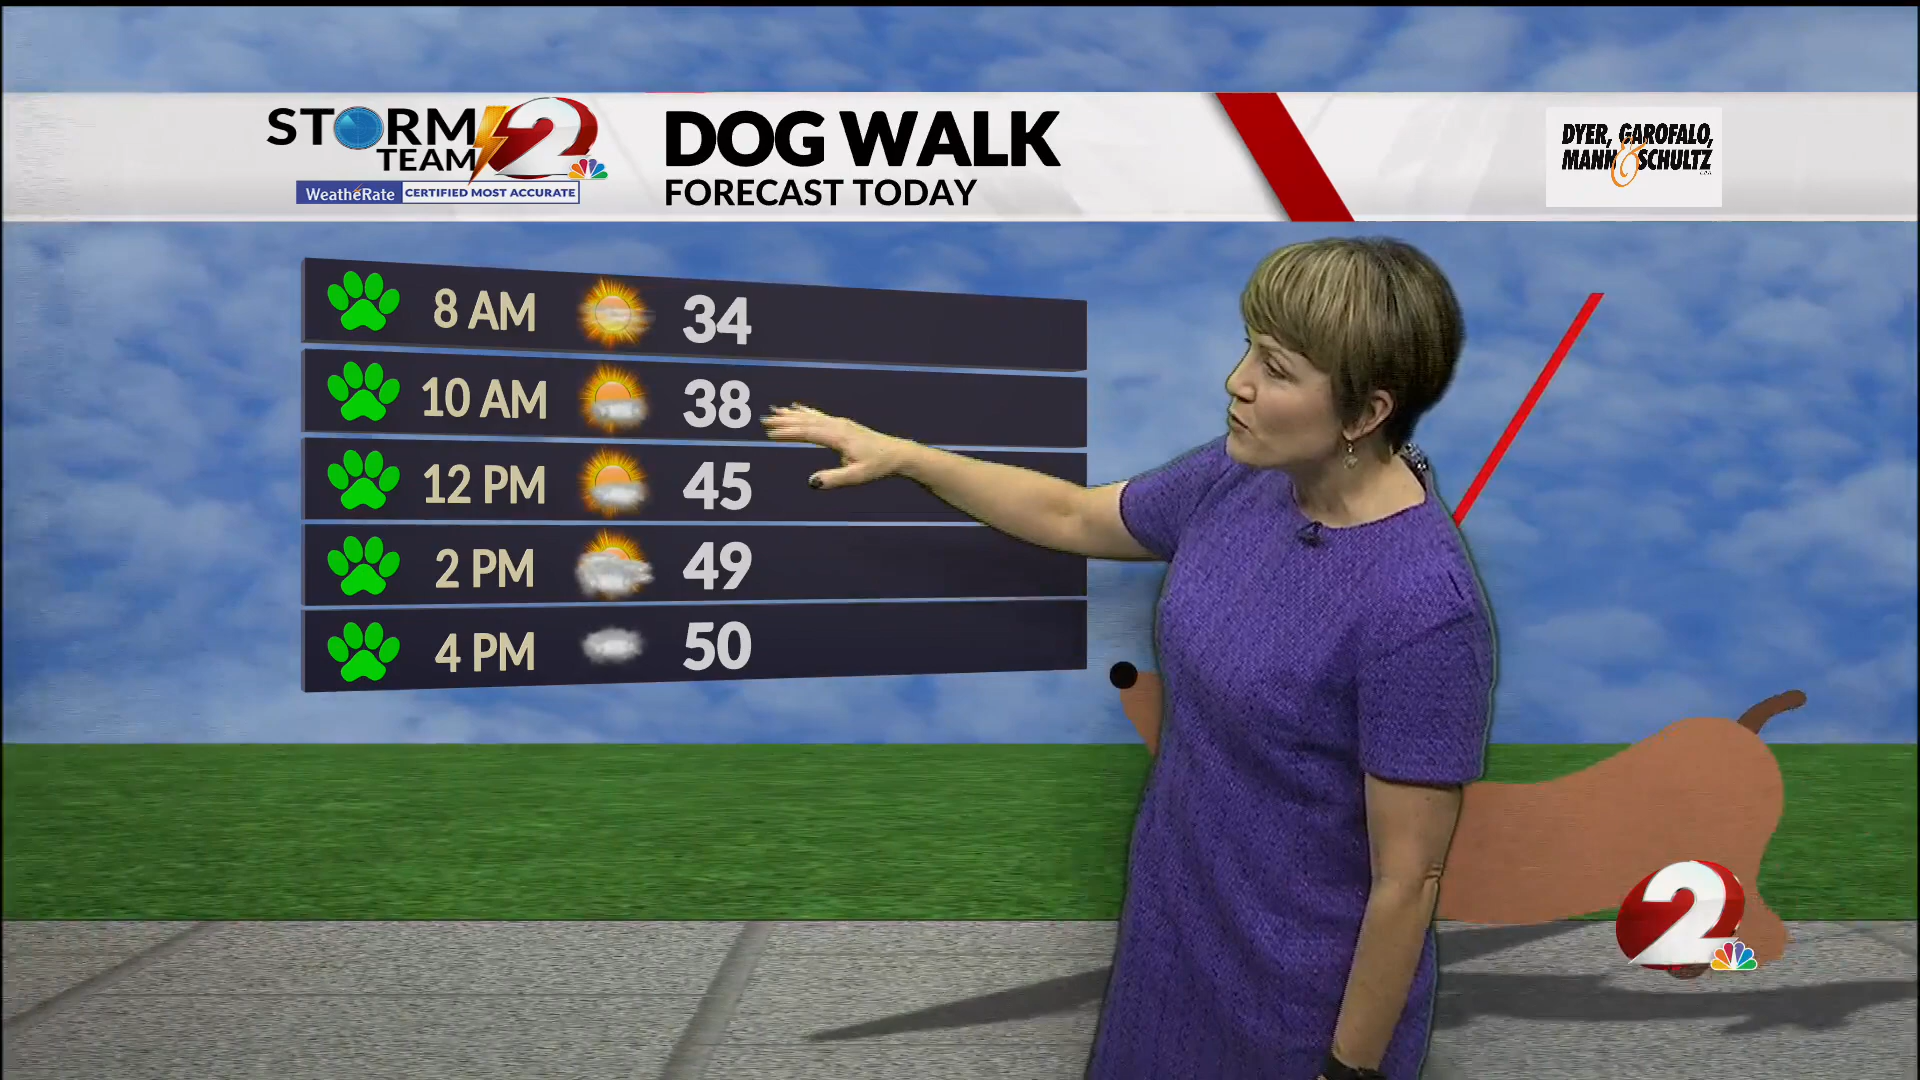 STORM
TEAM
2
WeatheRate CERTIFIED MOST ACCURATE
DOG WALK
FORECAST TODAY
DYER, GAROFALO,
MANN & SCHULTZ
8 AM 34
10 AM 38
12 PM 45
2 PM 49
4 PM 50
2